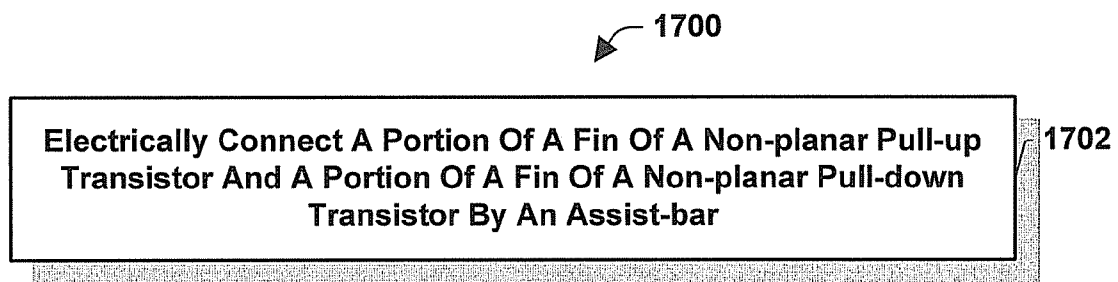 1700
Electrically Connect A Portion Of A Fin Of A Non-planar Pull-up
Transistor And A Portion Of A Fin Of A Non-planar Pull-down
Transistor By An Assist-bar
1702